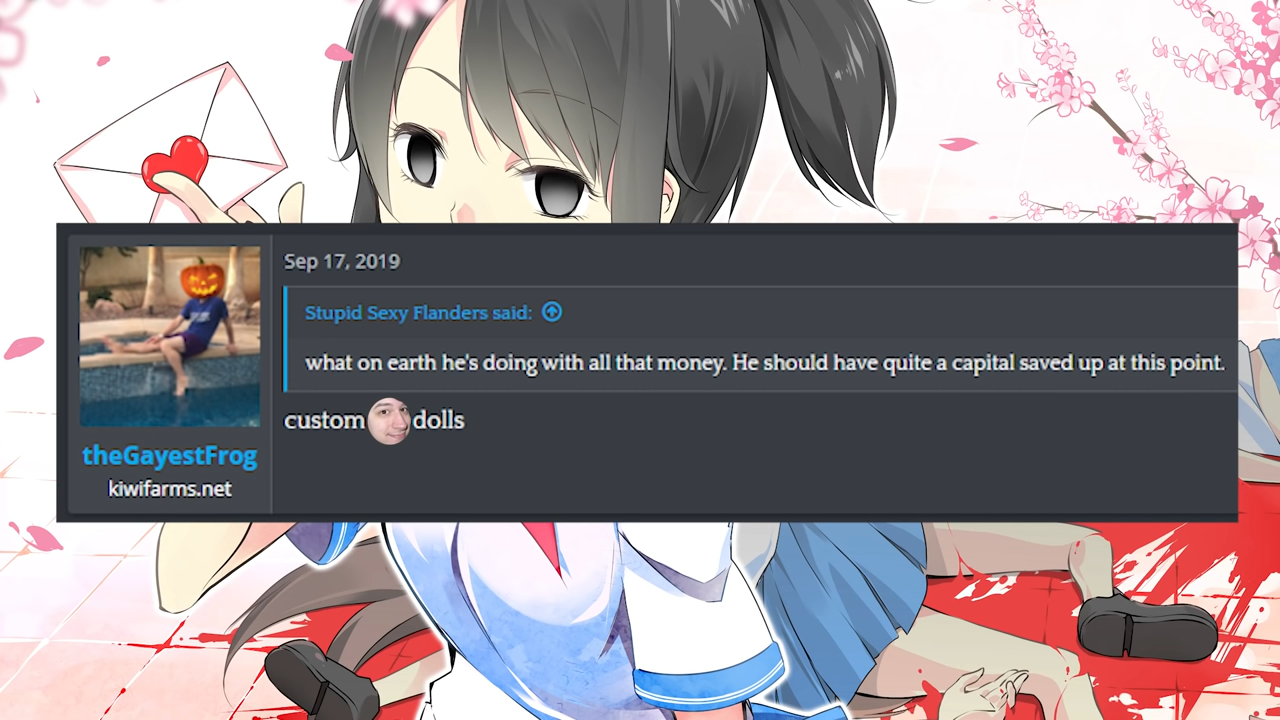 Sep 17, 2019
Stupid Sexy Flanders said:
what on earth he's doing with all that money. He should have quite a capital saved up at this point.
custom dolls
theGayestFrog
kiwifarms.net